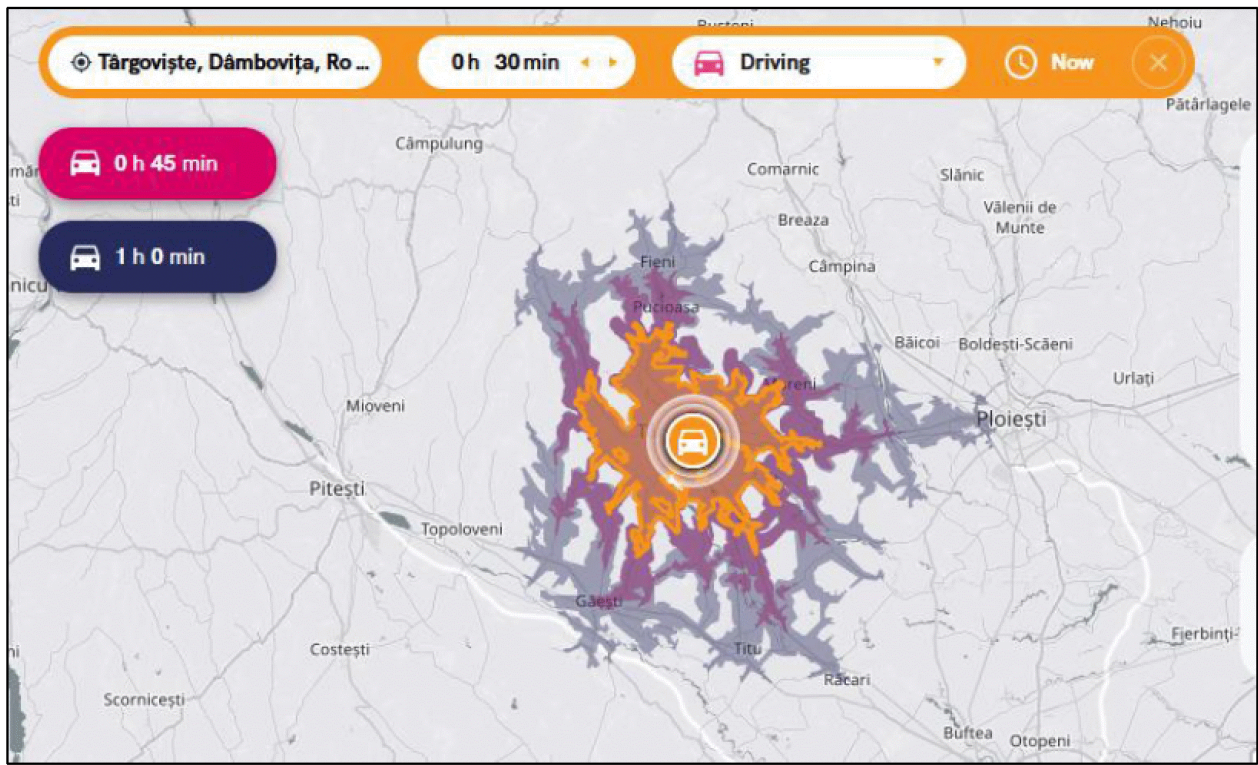 Bușteni
Nehoiu
Târgoviște, Dâmbovița, Ro ...
0 h 30 min
Driving
Now
Pătârlagele
Câmpulung
0 h 45 min
Comarnic
Slănic
Vălenii de
Munte
Breaza
1 h 0 min
Fieni
Câmpina
Pucioasa
Băicoi
Boldești-Scăeni
Urlați
Moreni
Mioveni
Ploiești
Pitești
Topoloveni
Găești
Fierbinți-
Costești
Titu
Răcari
Scornicești
Buftea
Otopeni